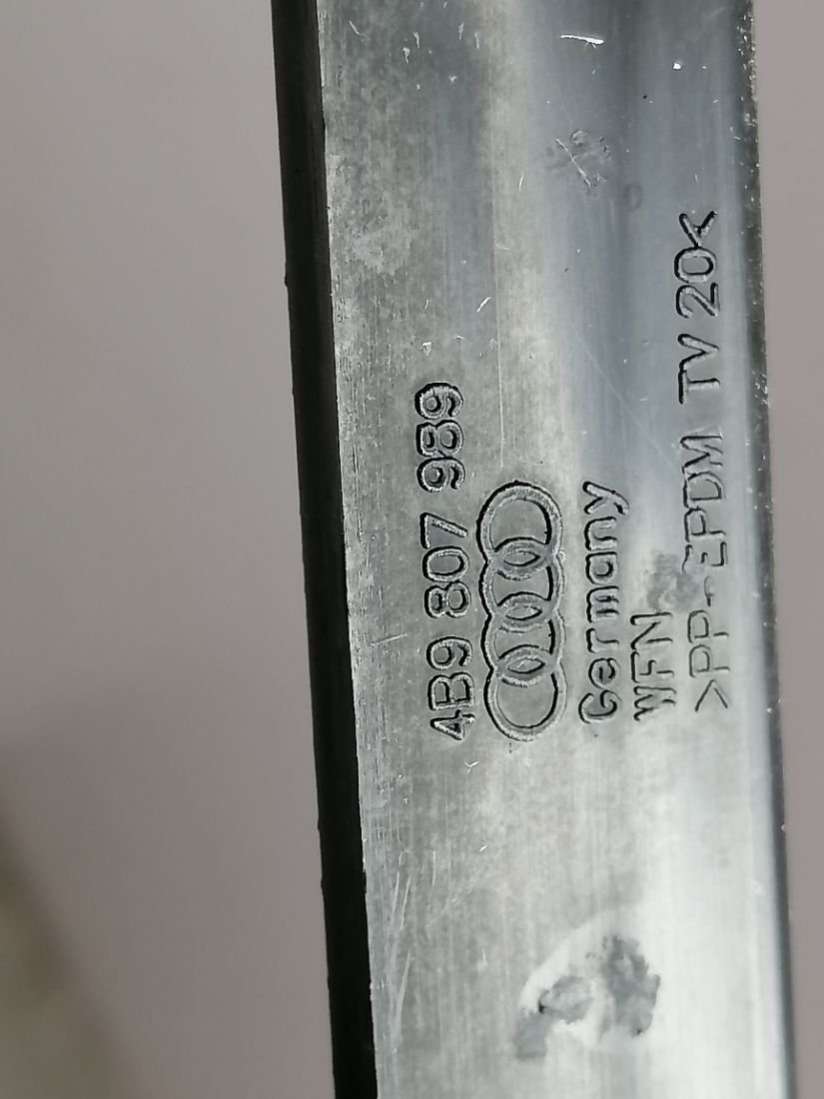 4B9 807 989
Germany
WFN
>PP-EPDM TV 20<